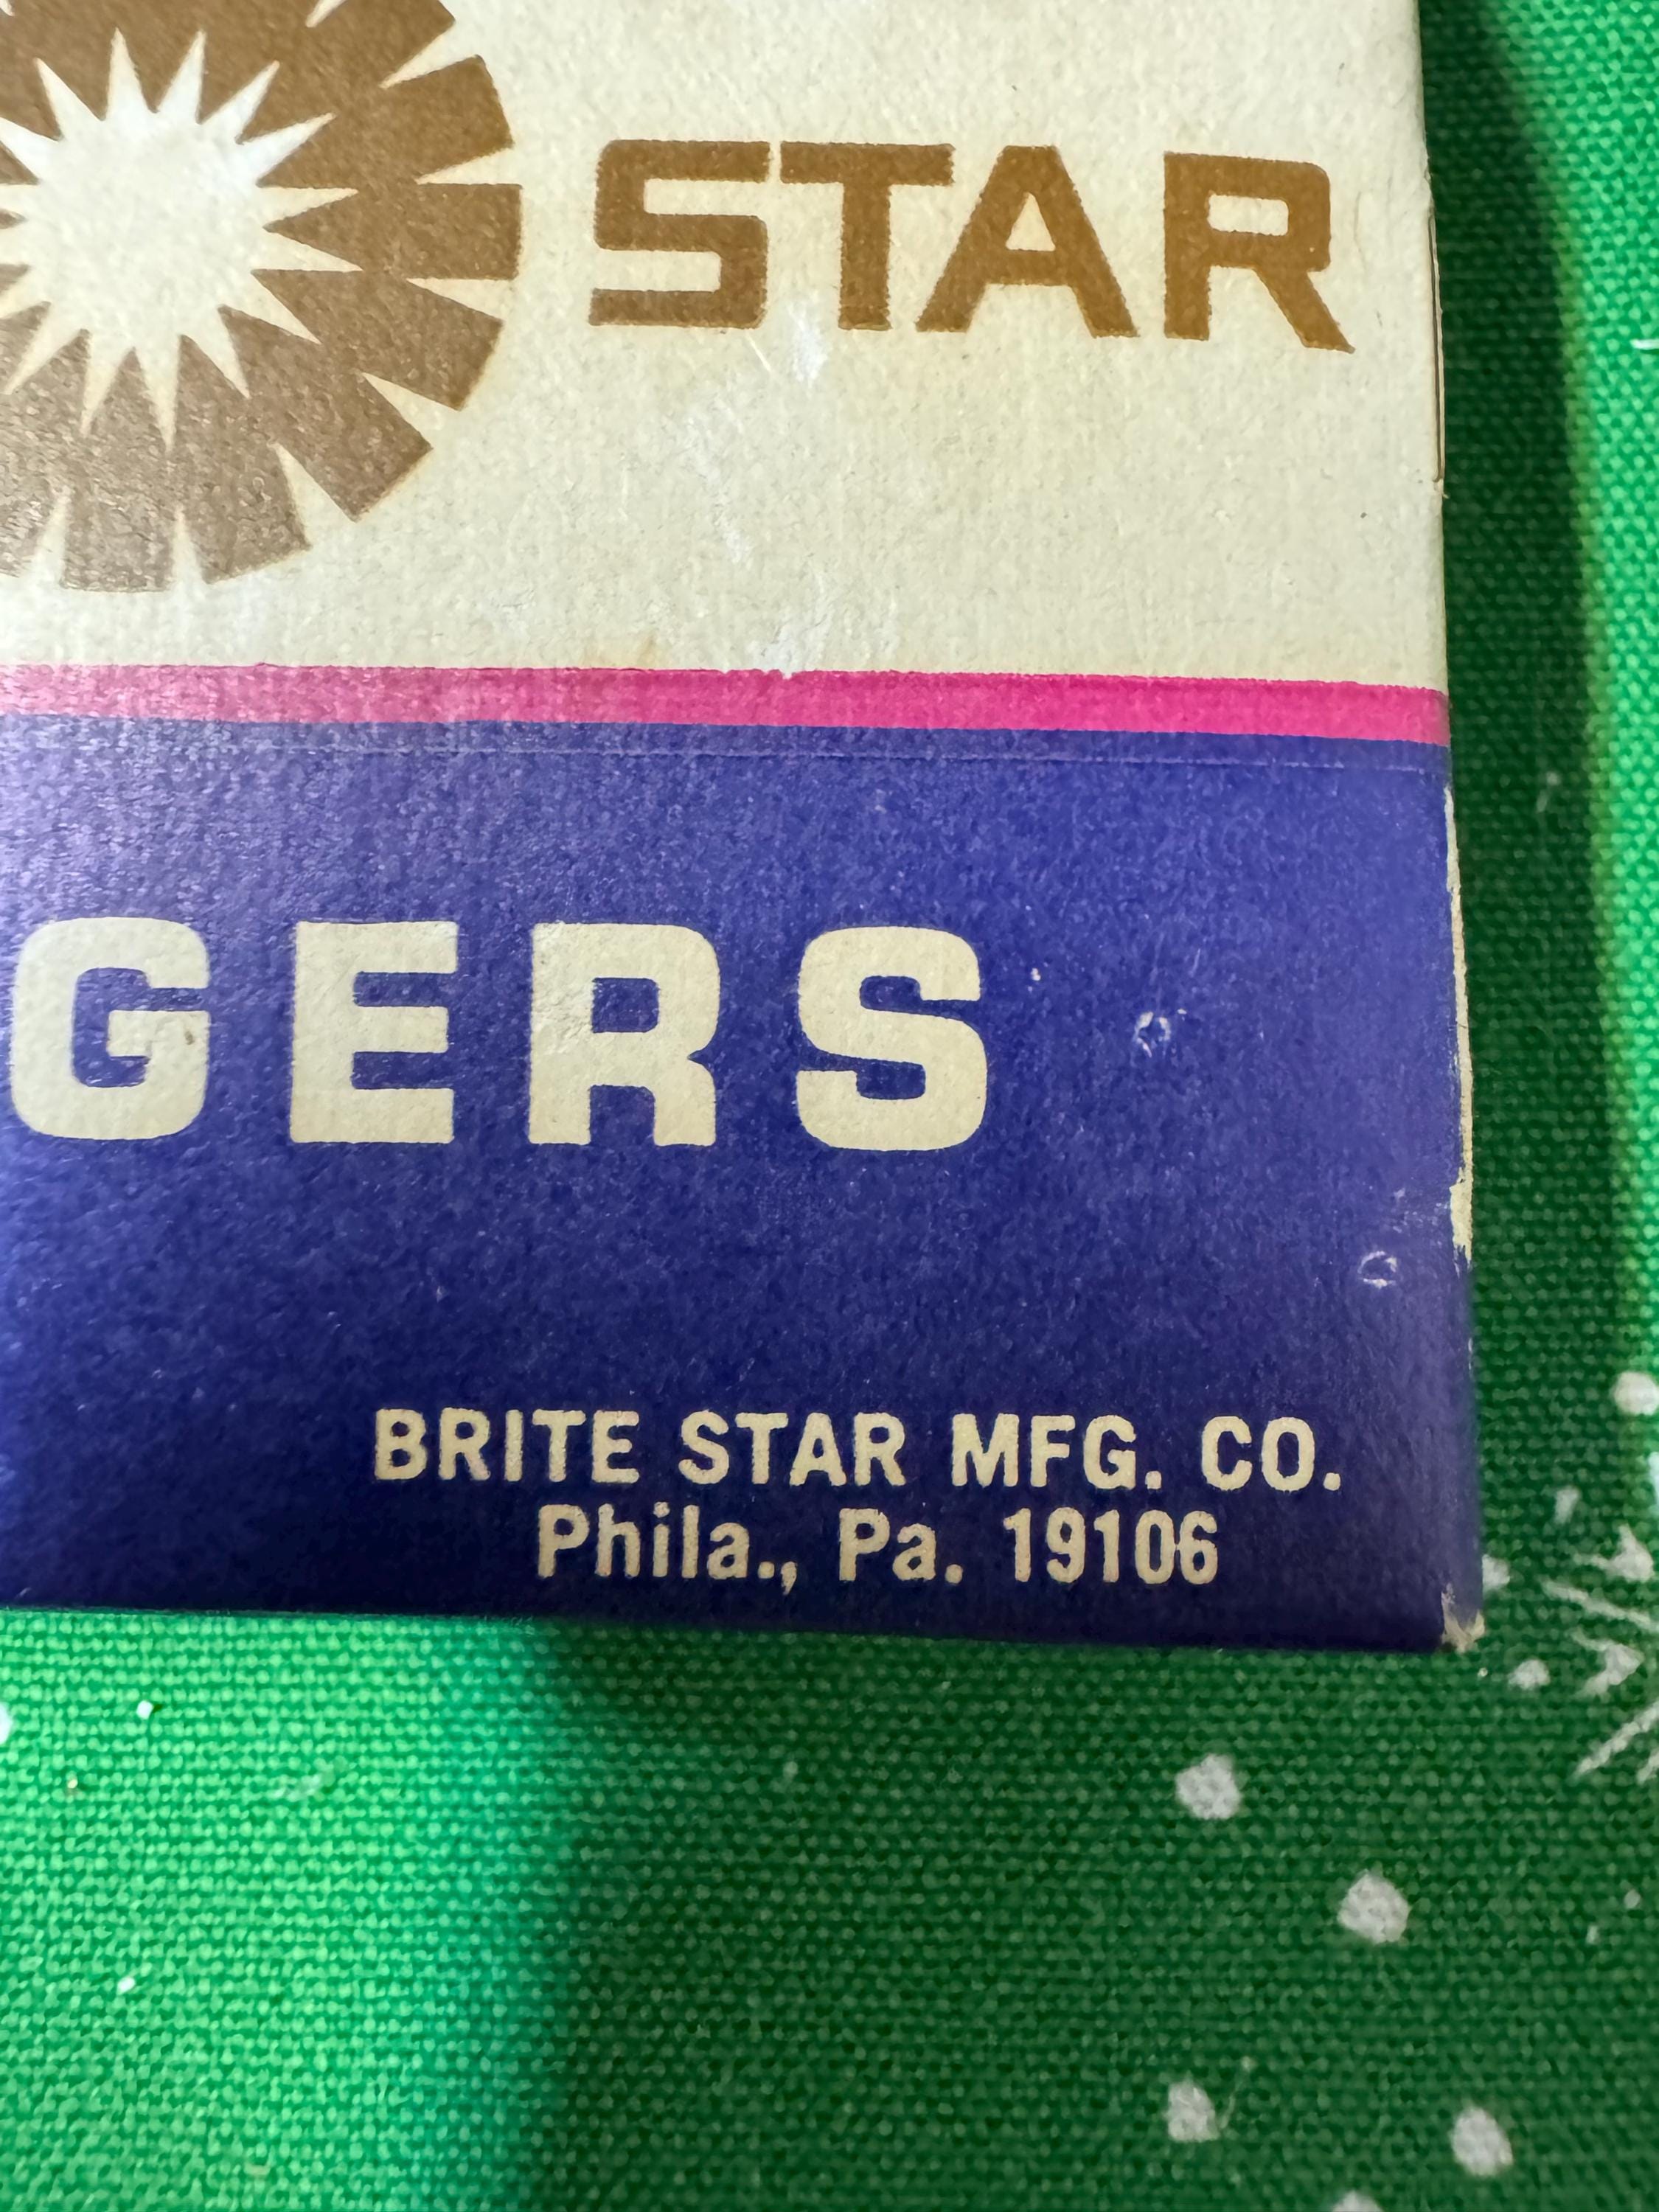 STAR
GERS
BRITE STAR MFG. CO.
Phila., Pa. 19106